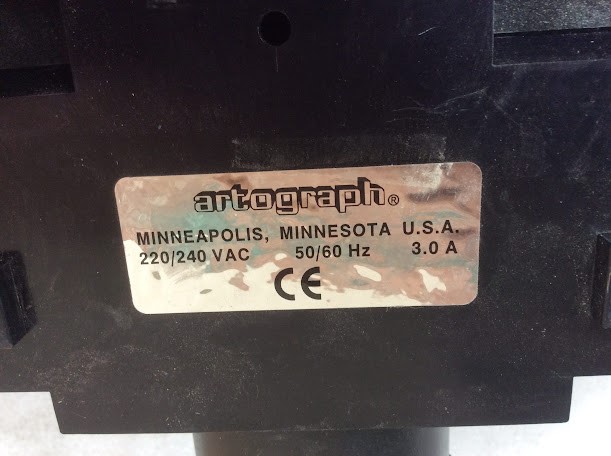 artograph®
MINNEAPOLIS, MINNESOTA U.S.A.
220/240 VAC 50/60 Hz 3.0 A
CE